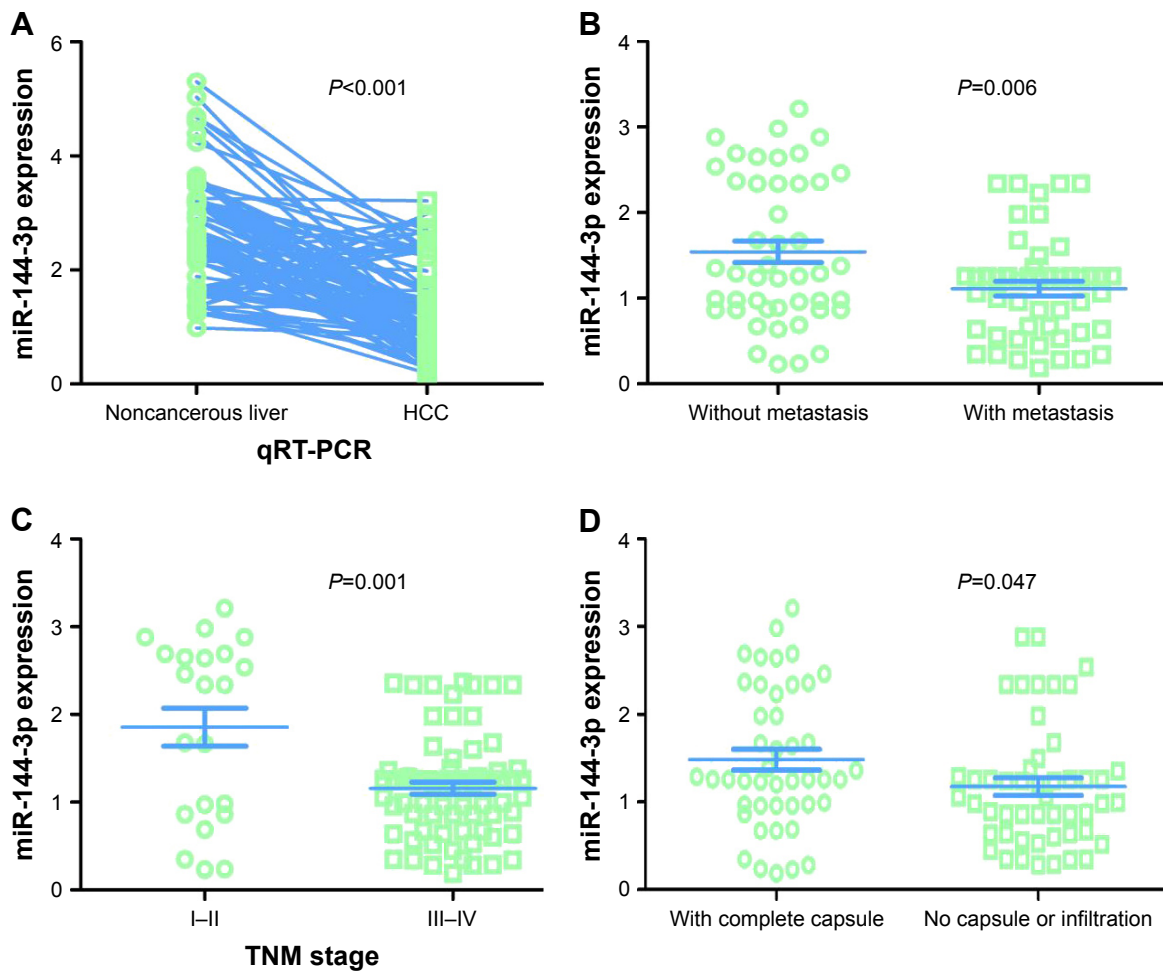 A
miR-144-3p expression
6
4
2
0
P<0.001
Noncancerous liver
HCC
qRT-PCR
B
miR-144-3p expression
4
3
2
1
0
P=0.006
Without metastasis
With metastasis
C
miR-144-3p expression
4
3
2
1
0
P=0.001
I–II
III–IV
TNM stage
D
miR-144-3p expression
4
3
2
1
0
P=0.047
With complete capsule
No capsule or infiltration